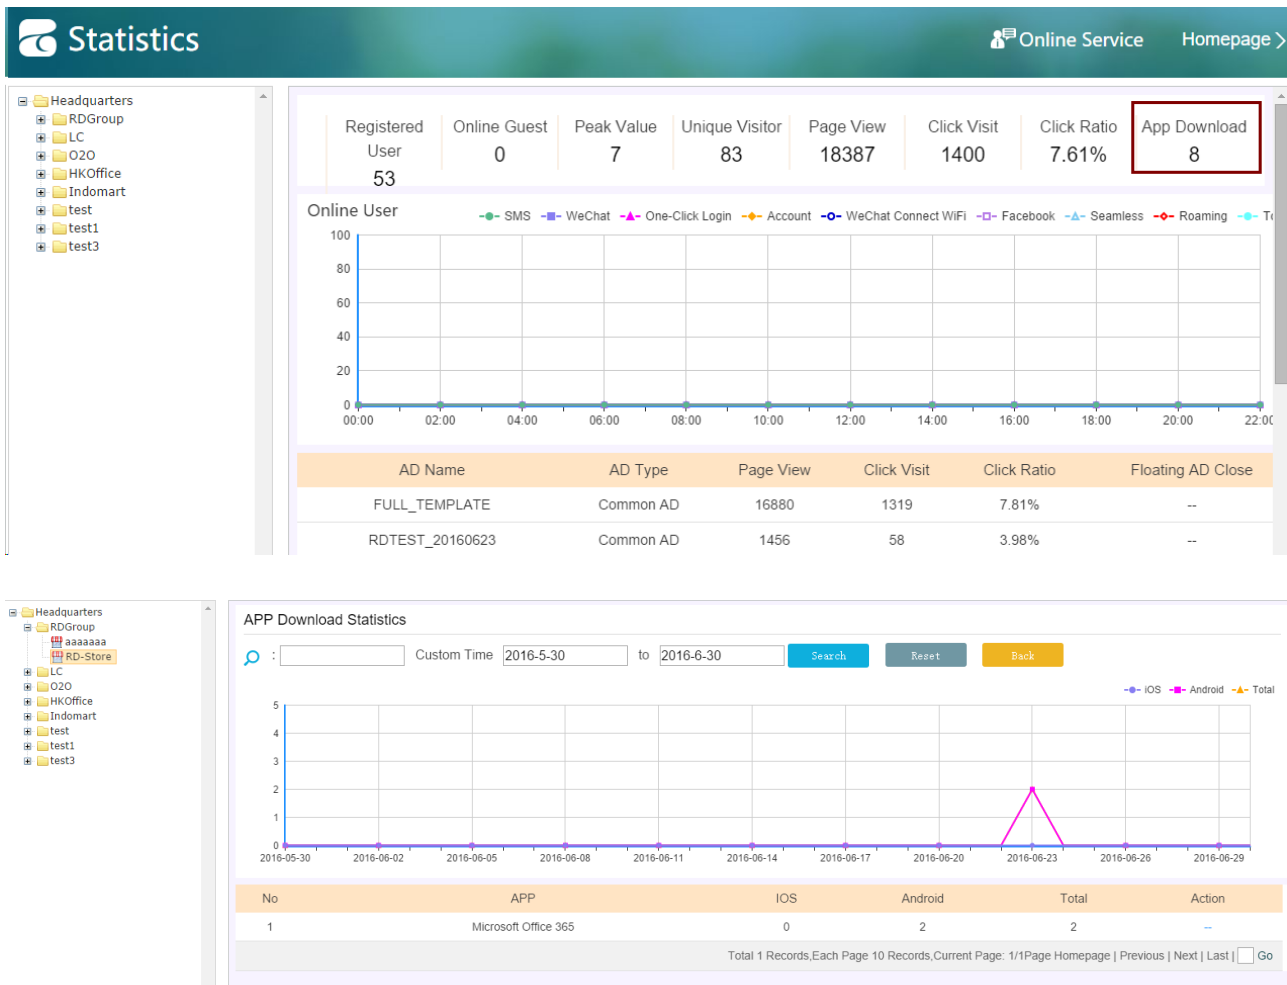 Statistics
Online Service
Homepage >
Headquarters
RDGroup
LC
O2O
HKOffice
Indomart
test
test1
test3
Registered User
53
Online Guest
0
Peak Value
7
Unique Visitor
83
Page View
18387
Click Visit
1400
Click Ratio
7.61%
App Download
8
Online User
SMS WeChat One-Click Login Account WeChat Connect WiFi Facebook Seamless Roaming
100
80
60
40
20
0
00:00 02:00 04:00 06:00 08:00 10:00 12:00 14:00 16:00 18:00 20:00 22:00
AD Name AD Type Page View Click Visit Click Ratio Floating AD Close
FULL_TEMPLATE Common AD 16880 1319 7.81% --
RDTEST_20160623 Common AD 1456 58 3.98% --
Headquarters
RDGroup
aaaaaaa
RD-Store
LC
O2O
HKOffice
Indomart
test
test1
test3
APP Download Statistics
: Custom Time 2016-5-30 to 2016-6-30 Search Reset Back
iOS Android Total
5
4
3
2
1
0
2016-05-30 2016-06-02 2016-06-05 2016-06-08 2016-06-11 2016-06-14 2016-06-17 2016-06-20 2016-06-23 2016-06-26 2016-06-29
No APP IOS Android Total Action
1 Microsoft Office 365 0 2 2 --
Total 1 Records,Each Page 10 Records,Current Page: 1/1Page Homepage | Previous | Next | Last | Go